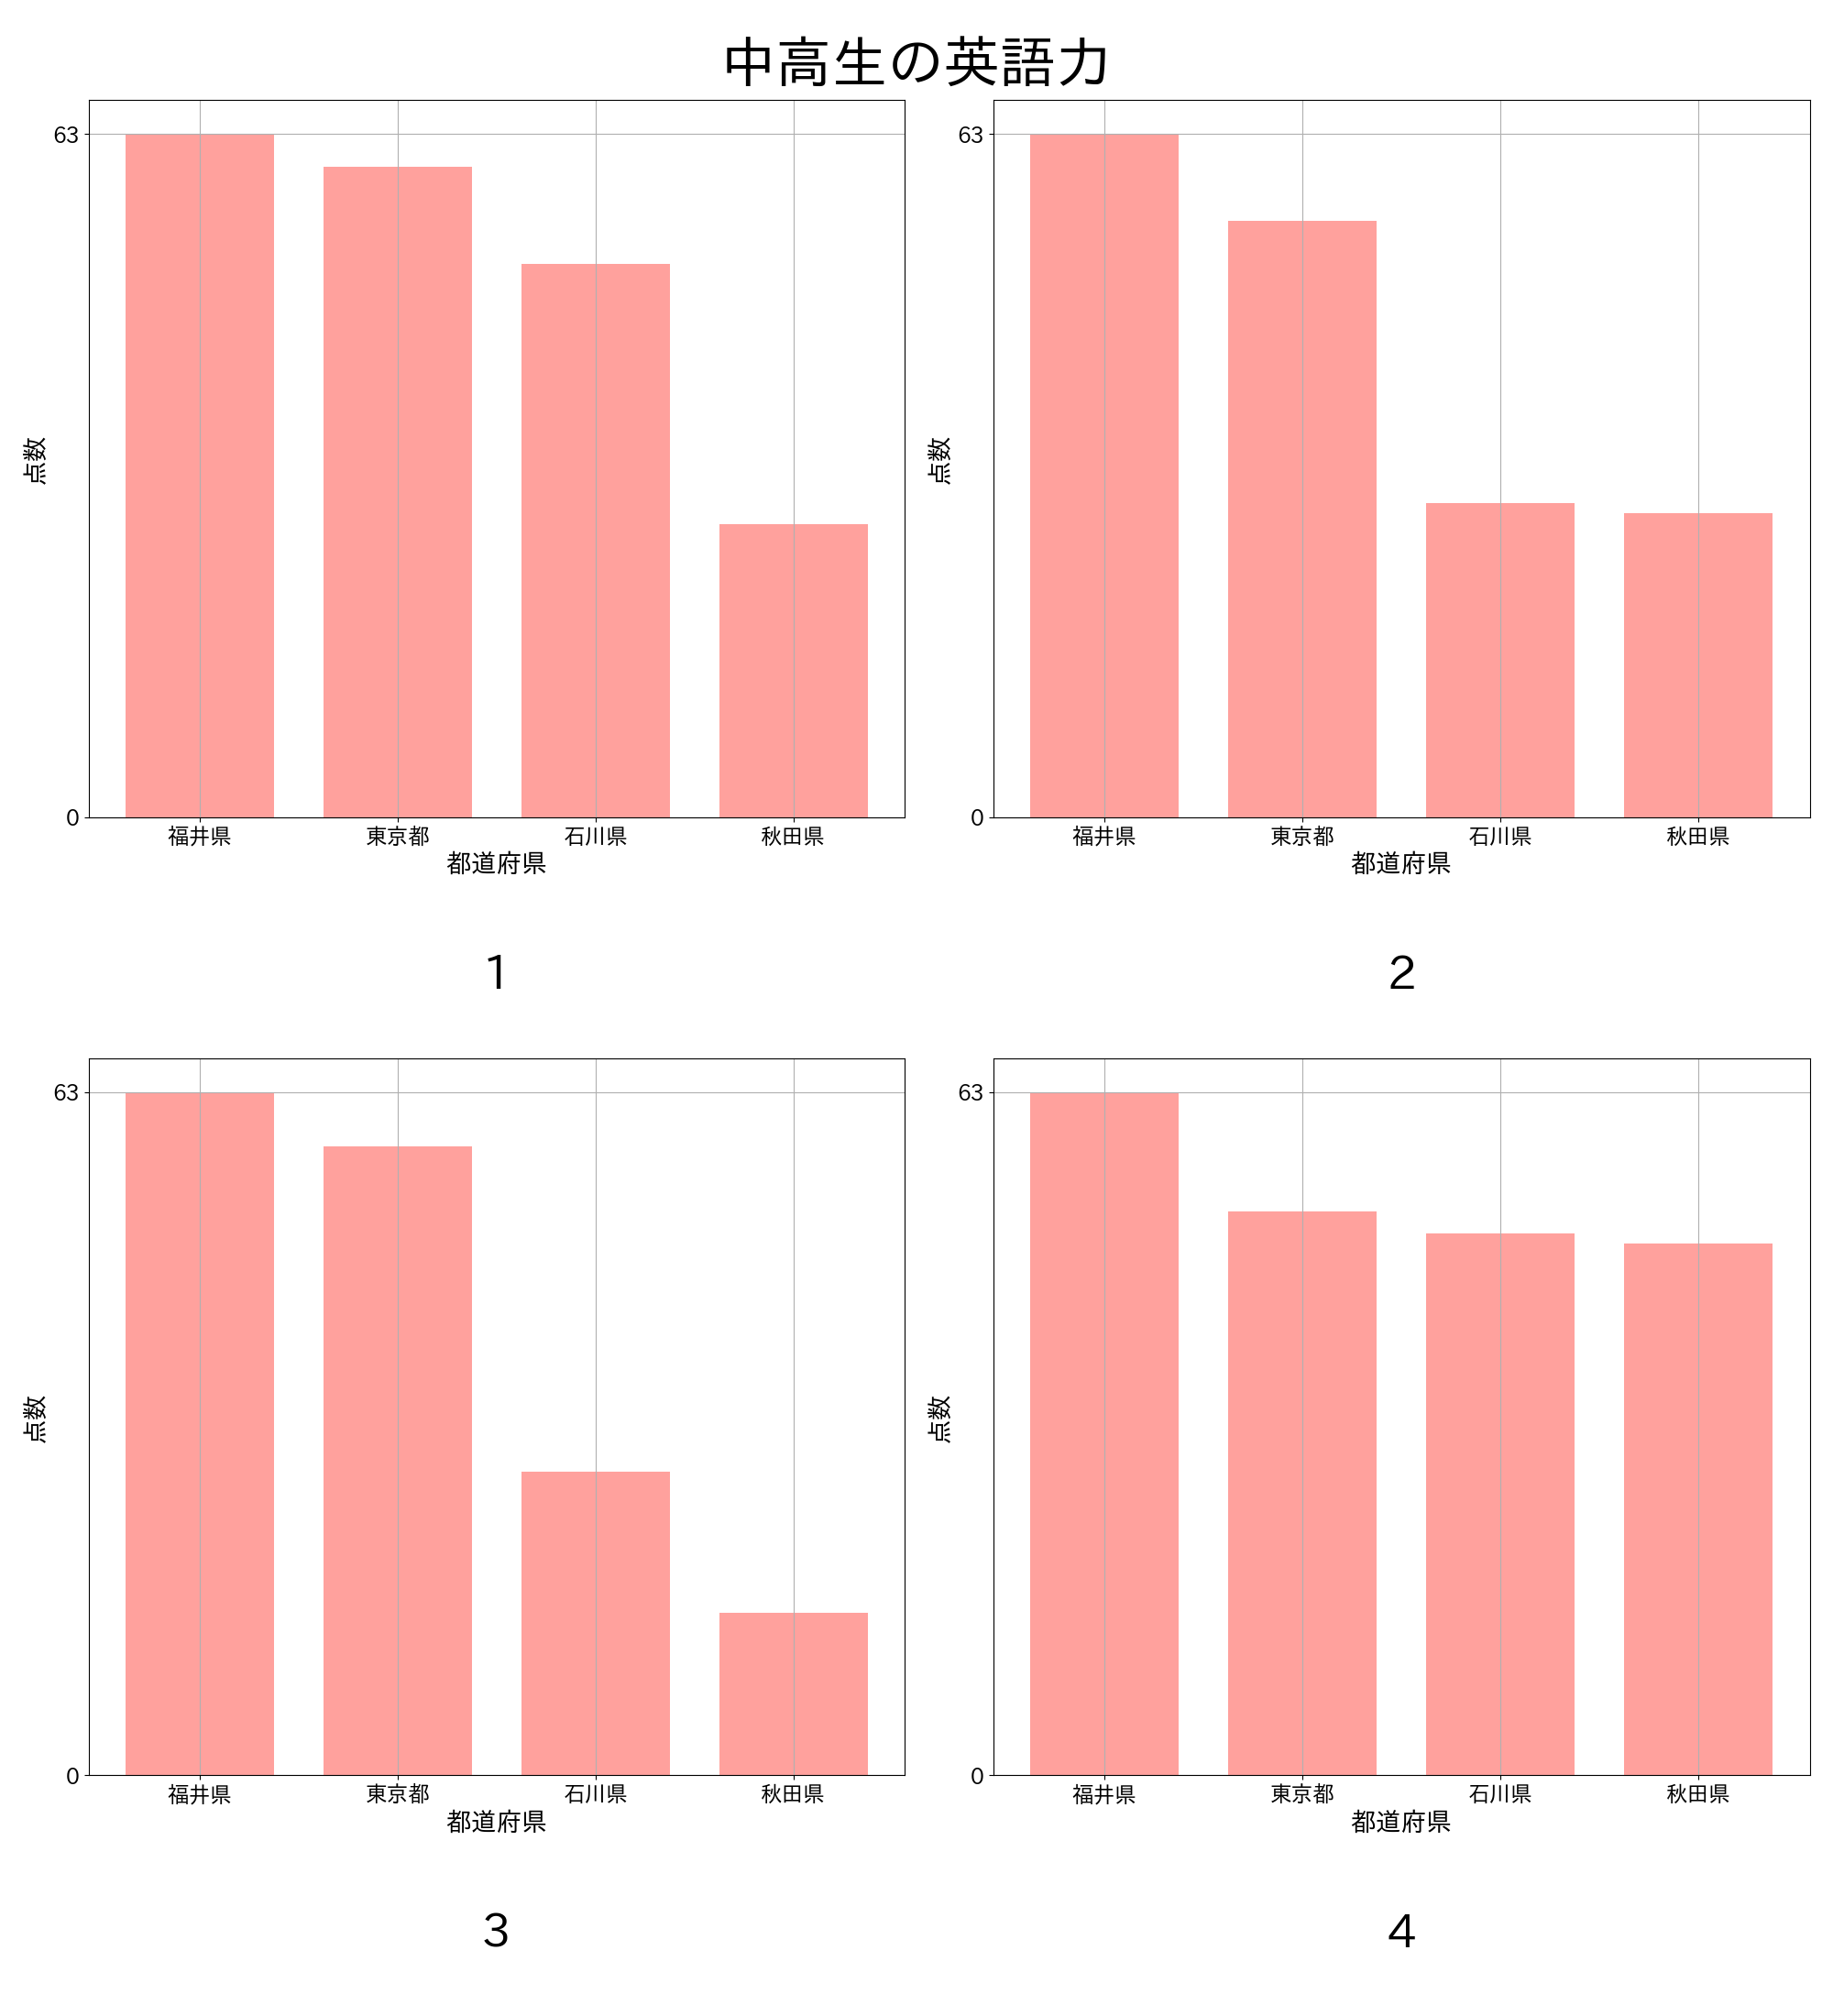 中高生の英語力
63
0
点数
福井県 東京都 石川県 秋田県
都道府県
1
63
0
点数
福井県 東京都 石川県 秋田県
都道府県
2
63
0
点数
福井県 東京都 石川県 秋田県
都道府県
3
63
0
点数
福井県 東京都 石川県 秋田県
都道府県
4